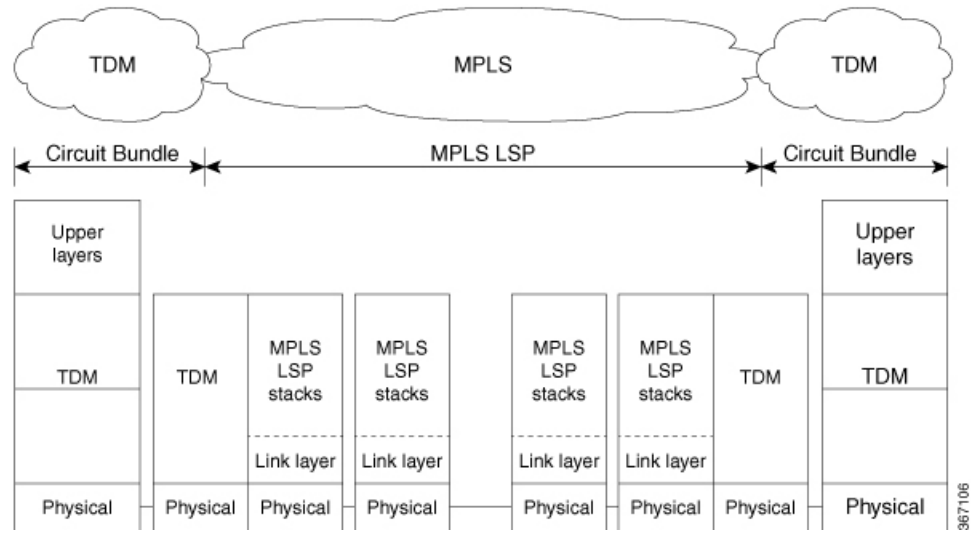 TDM
MPLS
TDM
Circuit Bundle
MPLS LSP
Circuit Bundle
Upper
layers
Upper
layers
TDM
TDM
MPLS
LSP
stacks
MPLS
LSP
stacks
MPLS
LSP
stacks
MPLS
LSP
stacks
TDM
TDM
Link layer
Link layer
Link layer
Link layer
Physical
Physical
Physical
Physical
Physical
Physical
Physical
Physical
367106